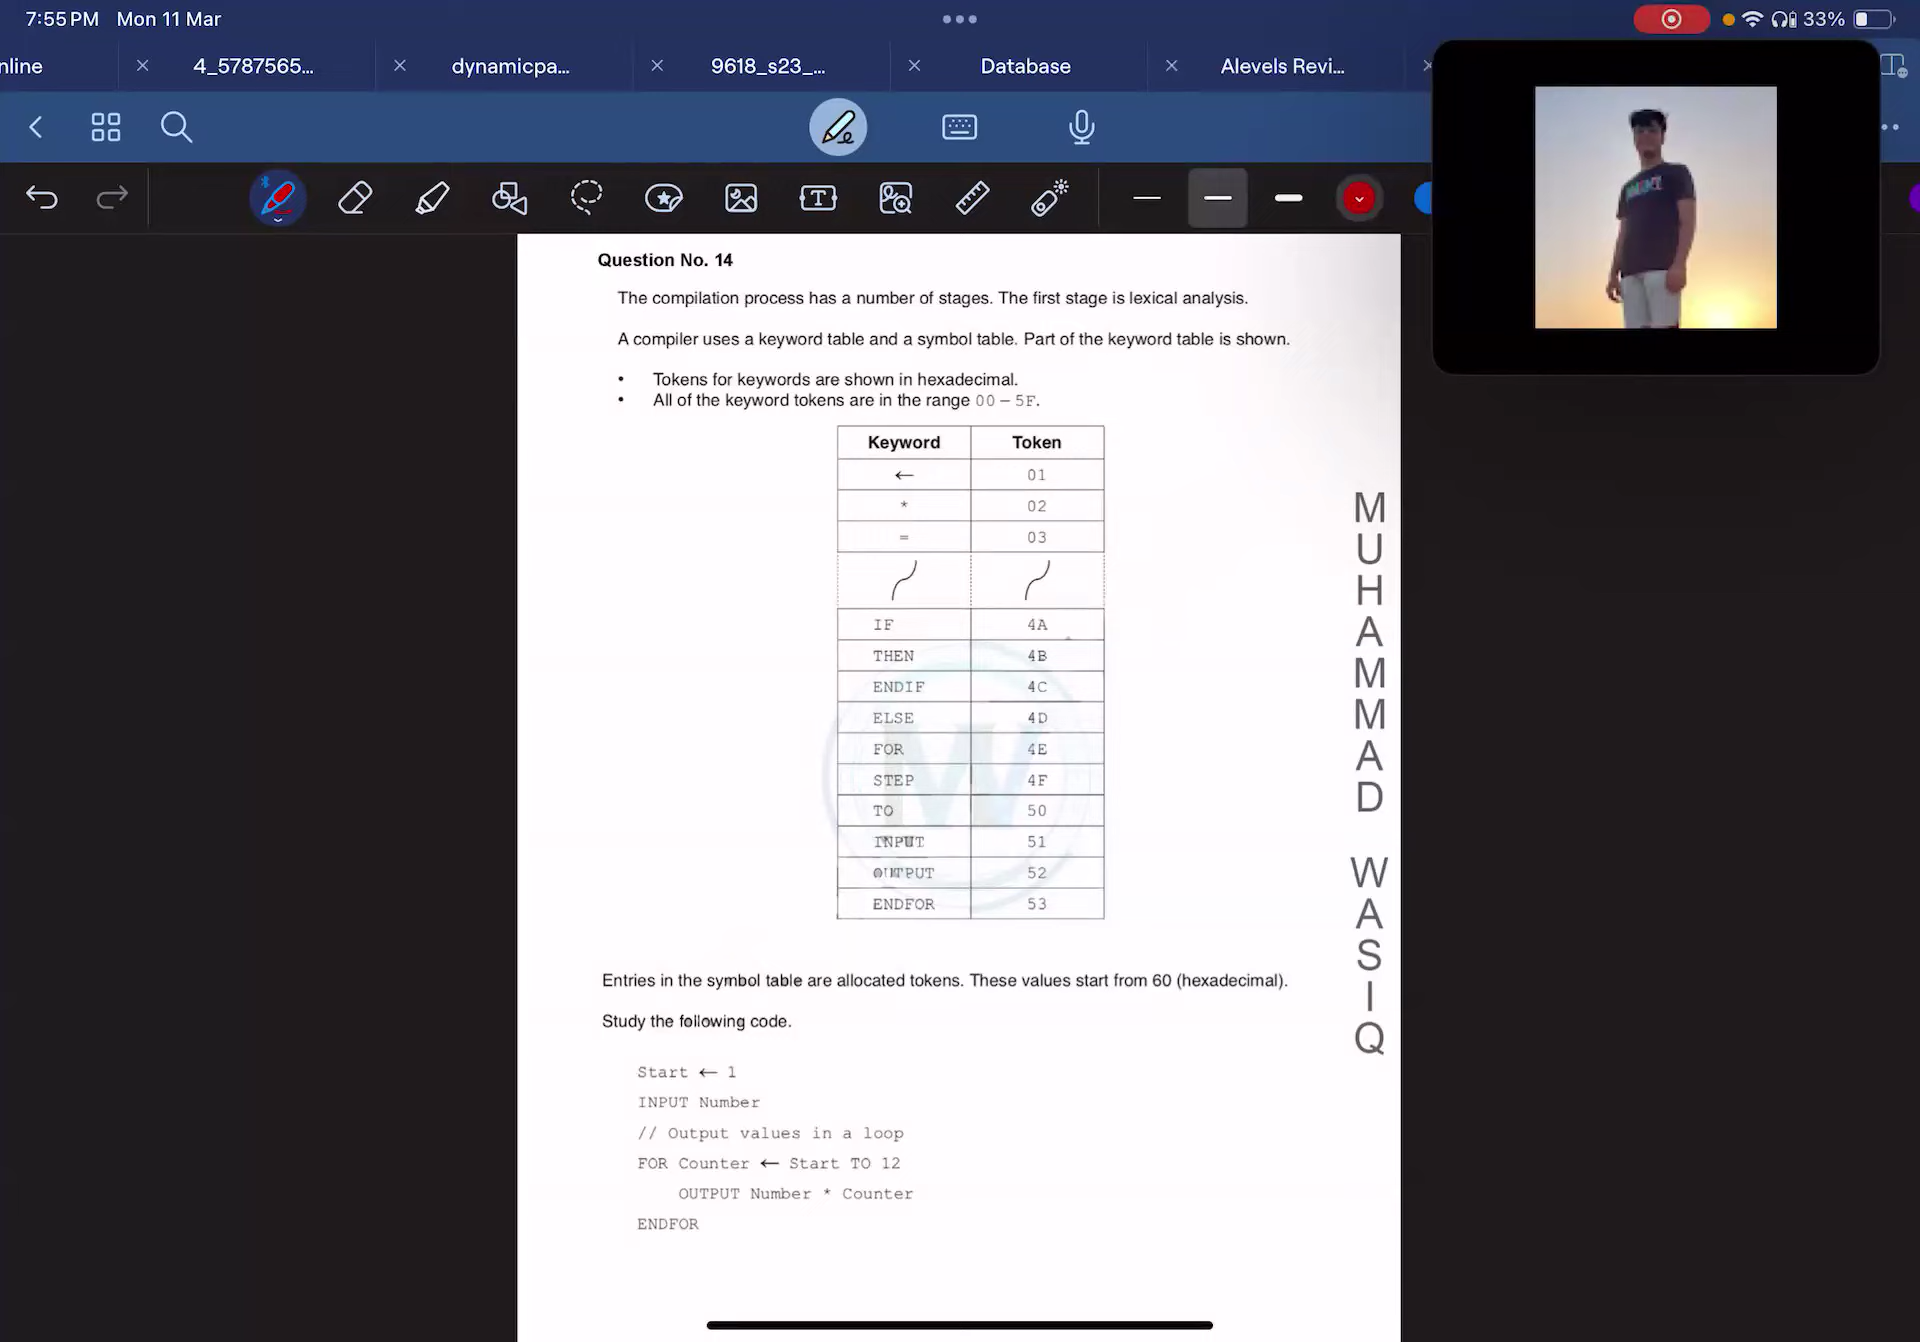 7:55 PM Mon 11 Mar
33%
nline
4_5787565...
dynamicpa...
9618_s23_...
Database
Alevels Revi...
Question No. 14
The compilation process has a number of stages. The first stage is lexical analysis.
A compiler uses a keyword table and a symbol table. Part of the keyword table is shown.
• Tokens for keywords are shown in hexadecimal.
• All of the keyword tokens are in the range 00 – 5F.
Keyword Token
← 01
* 02
= 03
IF 4A
THEN 4B
ENDIF 4C
ELSE 4D
FOR 4E
STEP 4F
TO 50
INPUT 51
OUTPUT 52
ENDFOR 53
Entries in the symbol table are allocated tokens. These values start from 60 (hexadecimal).
Study the following code.
Start ← 1
INPUT Number
// Output values in a loop
FOR Counter ← Start TO 12
OUTPUT Number * Counter
ENDFOR
MUHAMMAD WASIQ